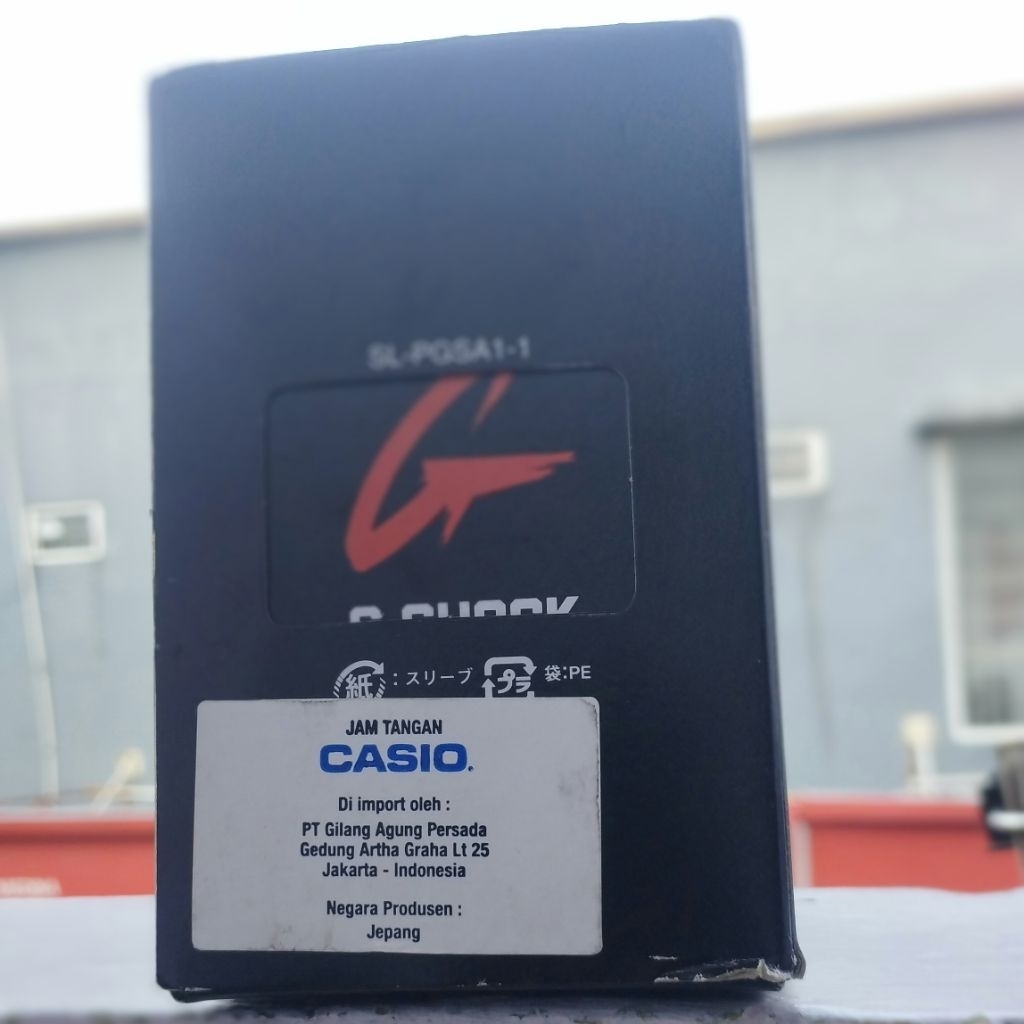 SL-PGSA1-1
G-SHOCK
紙 : スリーブ プラ 袋:PE
JAM TANGAN
CASIO.
Di import oleh :
PT Gilang Agung Persada
Gedung Artha Graha Lt 25
Jakarta - Indonesia
Negara Produsen :
Jepang